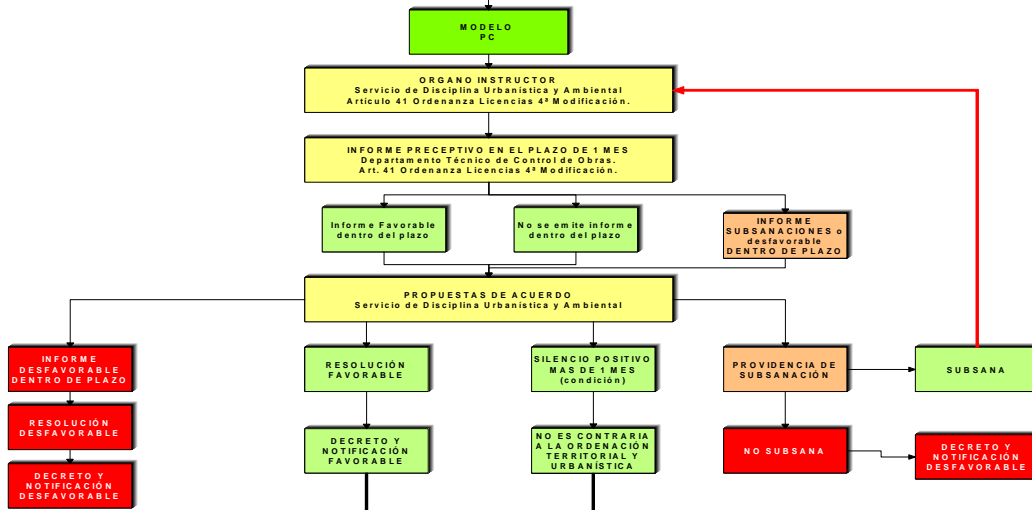 MODELO
PC
ORGANO INSTRUCTOR
Servicio de Disciplina Urbanística y Ambiental
Artículo 41 Ordenanza Licencias 4ª Modificación.
INFORME PRECEPTIVO EN EL PLAZO DE 1 MES
Departamento Técnico de Control de Obras.
Art. 41 Ordenanza Licencias 4ª Modificación.
Informe Favorable
dentro del plazo
No se emite informe
dentro del plazo
INFORME
SUBSANACIONES o
desfavorable
DENTRO DE PLAZO
PROPUESTAS DE ACUERDO
Servicio de Disciplina Urbanística y Ambiental
INFORME
DESFAVORABLE
DENTRO DE PLAZO
RESOLUCIÓN
FAVORABLE
SILENCIO POSITIVO
MAS DE 1 MES
(condición)
PROVIDENCIA DE
SUBSANACIÓN
SUBSANA
RESOLUCIÓN
DESFAVORABLE
DECRETO Y
NOTIFICACIÓN
FAVORABLE
NO ES CONTRARIA
A LA ORDENACIÓN
TERRITORIAL Y
URBANÍSTICA
NO SUBSANA
DECRETO Y
NOTIFICACIÓN
DESFAVORABLE
DECRETO Y
NOTIFICACIÓN
DESFAVORABLE